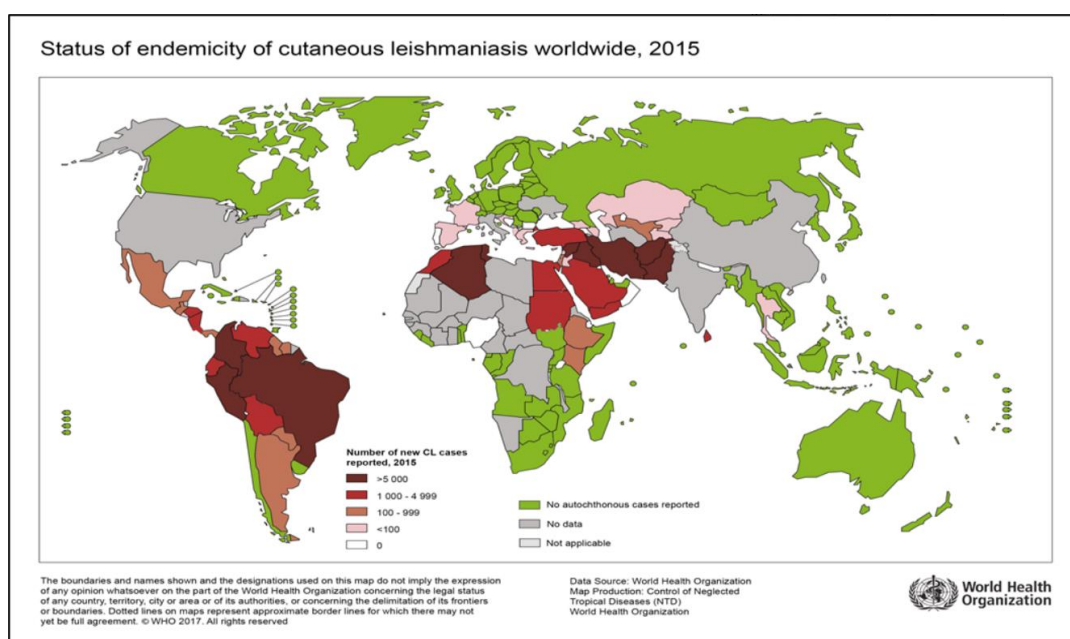 Status of endemicity of cutaneous leishmaniasis worldwide, 2015
Number of new CL cases
reported, 2015
>5 000
1 000 - 4 999
100 - 999
<100
0
No autochthonous cases reported
No data
Not applicable
The boundaries and names shown and the designations used on this map do not imply the expression
of any opinion whatsoever on the part of the World Health Organization concerning the legal status
of any country, territory, city or area or of its authorities, or concerning the delimitation of its frontiers
or boundaries. Dotted lines on maps represent approximate border lines for which there may not
yet be full agreement. © WHO 2017. All rights reserved
Data Source: World Health Organization
Map Production: Control of Neglected
Tropical Diseases (NTD)
World Health Organization
World Health
Organization